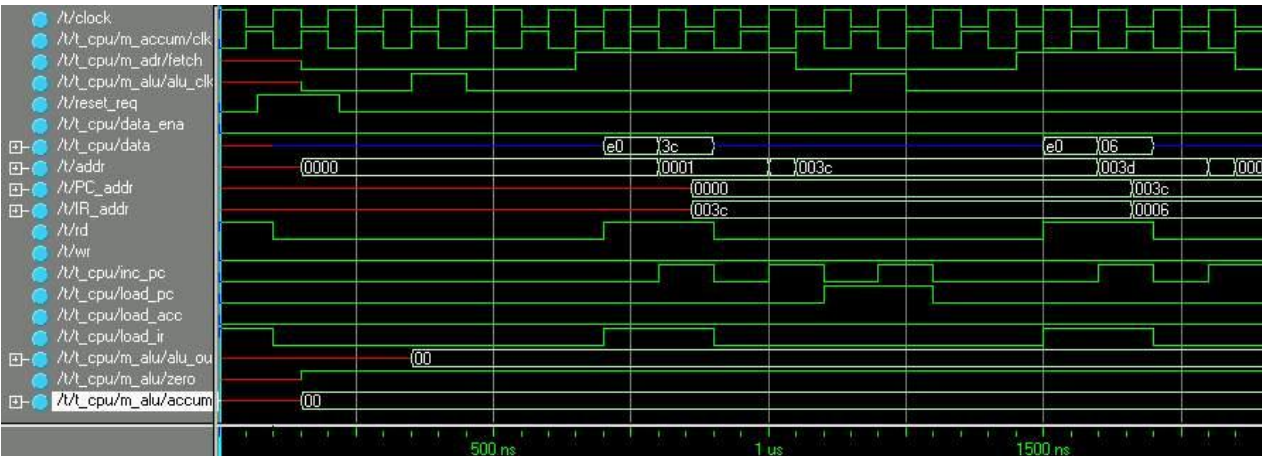 /t/clock
/t/t_cpu/m_accum/clk
/t/t_cpu/m_adr/fetch
/t/t_cpu/m_alu/alu_clk
/t/reset_req
/t/t_cpu/data_ena
/t/t_cpu/data e0 3c e0 06
/t/addr 0000 0001 003c 003d 000
/t/PC_addr 0000 003c
/t/IR_addr 003c 0006
/t/rd
/t/wr
/t/t_cpu/inc_pc
/t/t_cpu/load_pc
/t/t_cpu/load_acc
/t/t_cpu/load_ir
/t/t_cpu/m_alu/alu_ou 00
/t/t_cpu/m_alu/zero
/t/t_cpu/m_alu/accum 00
500 ns 1 us 1500 ns